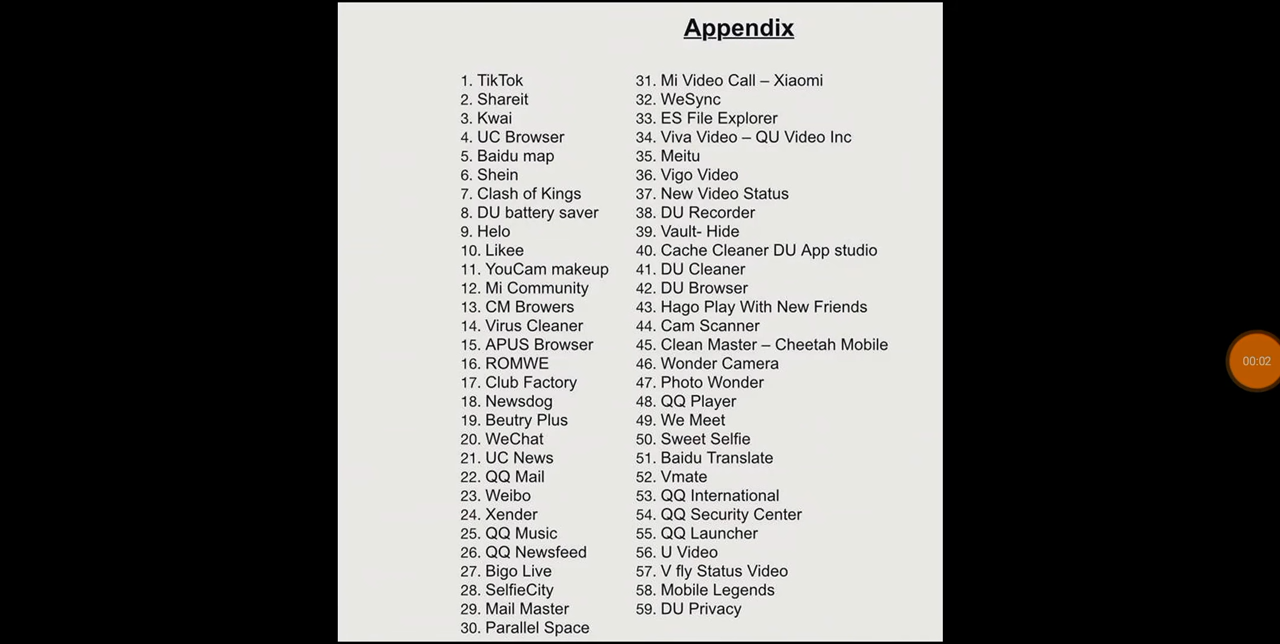 Appendix
1. TikTok
2. Shareit
3. Kwai
4. UC Browser
5. Baidu map
6. Shein
7. Clash of Kings
8. DU battery saver
9. Helo
10. Likee
11. YouCam makeup
12. Mi Community
13. CM Browers
14. Virus Cleaner
15. APUS Browser
16. ROMWE
17. Club Factory
18. Newsdog
19. Beutry Plus
20. WeChat
21. UC News
22. QQ Mail
23. Weibo
24. Xender
25. QQ Music
26. QQ Newsfeed
27. Bigo Live
28. SelfieCity
29. Mail Master
30. Parallel Space
31. Mi Video Call – Xiaomi
32. WeSync
33. ES File Explorer
34. Viva Video – QU Video Inc
35. Meitu
36. Vigo Video
37. New Video Status
38. DU Recorder
39. Vault- Hide
40. Cache Cleaner DU App studio
41. DU Cleaner
42. DU Browser
43. Hago Play With New Friends
44. Cam Scanner
45. Clean Master – Cheetah Mobile
46. Wonder Camera
47. Photo Wonder
48. QQ Player
49. We Meet
50. Sweet Selfie
51. Baidu Translate
52. Vmate
53. QQ International
54. QQ Security Center
55. QQ Launcher
56. U Video
57. V fly Status Video
58. Mobile Legends
59. DU Privacy
00:02